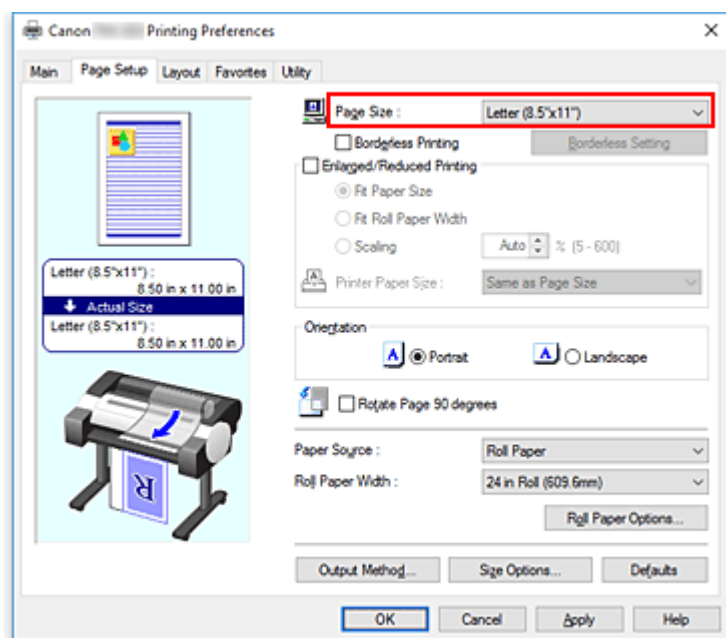 Canon Printing Preferences
Main Page Setup Layout Favorites Utility
Page Size : Letter (8.5"x11")
Borderless Printing Borderless Setting
Enlarged/Reduced Printing
Fit Paper Size
Fit Roll Paper Width
Scaling Auto % (5 - 600)
Printer Paper Size : Same as Page Size
Letter (8.5"x11") :
8.50 in x 11.00 in
Actual Size
Letter (8.5"x11") :
8.50 in x 11.00 in
Orientation
A Portrait A Landscape
Rotate Page 90 degrees
Paper Source : Roll Paper
Roll Paper Width : 24 in Roll (609.6mm)
Roll Paper Options...
R
Output Method... Size Options... Defaults
OK Cancel Apply Help